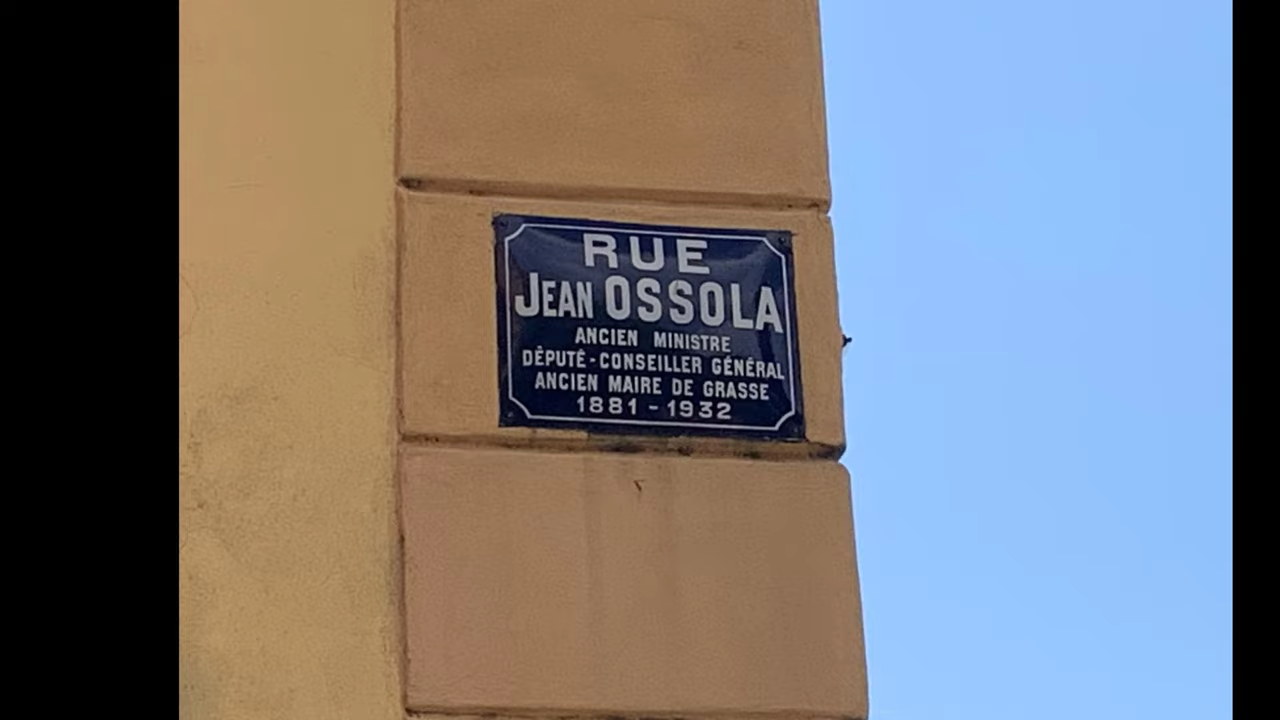 RUE
JEAN OSSOLA
ANCIEN MINISTRE
DÉPUTÉ-CONSEILLER GÉNÉRAL
ANCIEN MAIRE DE GRASSE
1881-1932